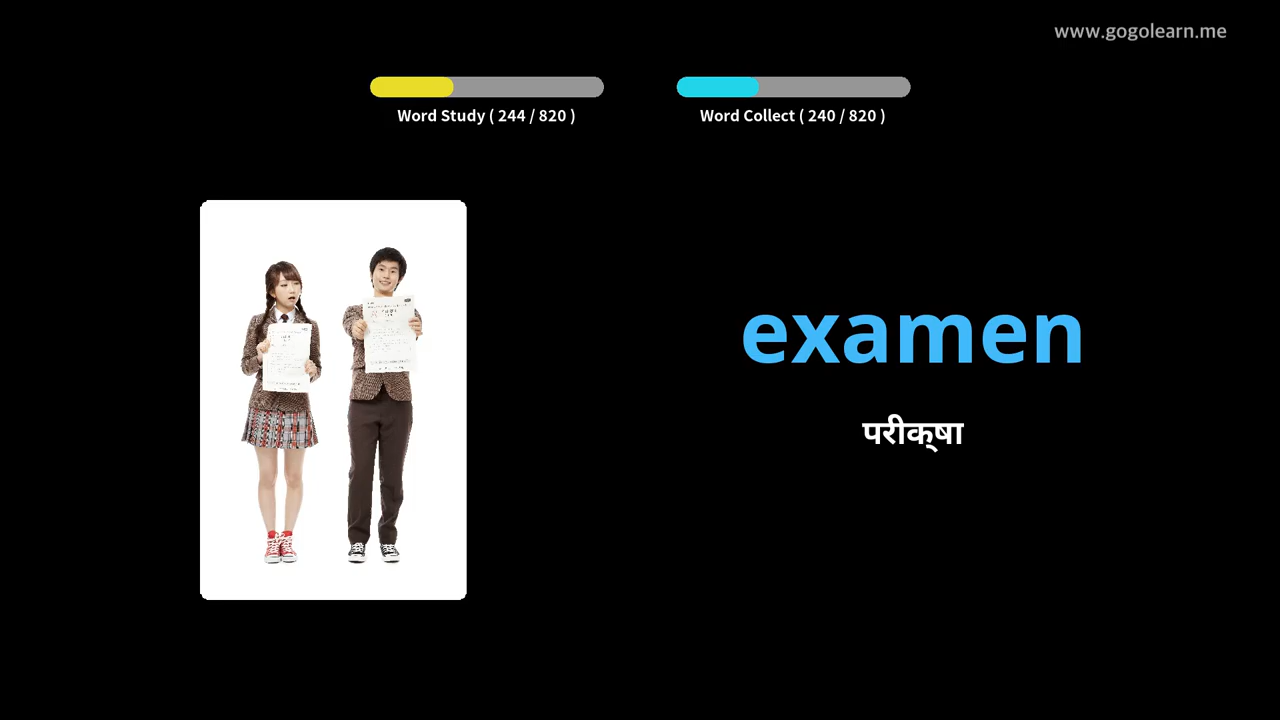 www.gogolearn.me
Word Study ( 244 / 820 )
Word Collect ( 240 / 820 )
examen
परीक्षा